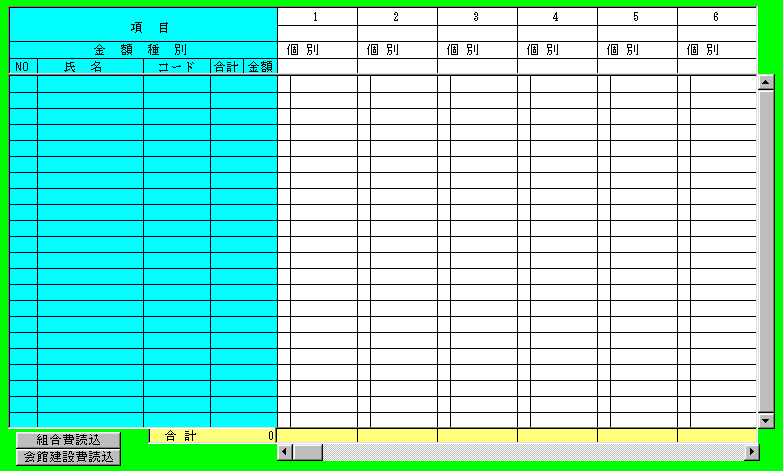 項 目 1 2 3 4 5 6
金 額 種 別 個 別 個 別 個 別 個 別 個 別 個 別
NO 氏 名 コード 合計 金額
組合費読込 合 計 0
会館建設費読込